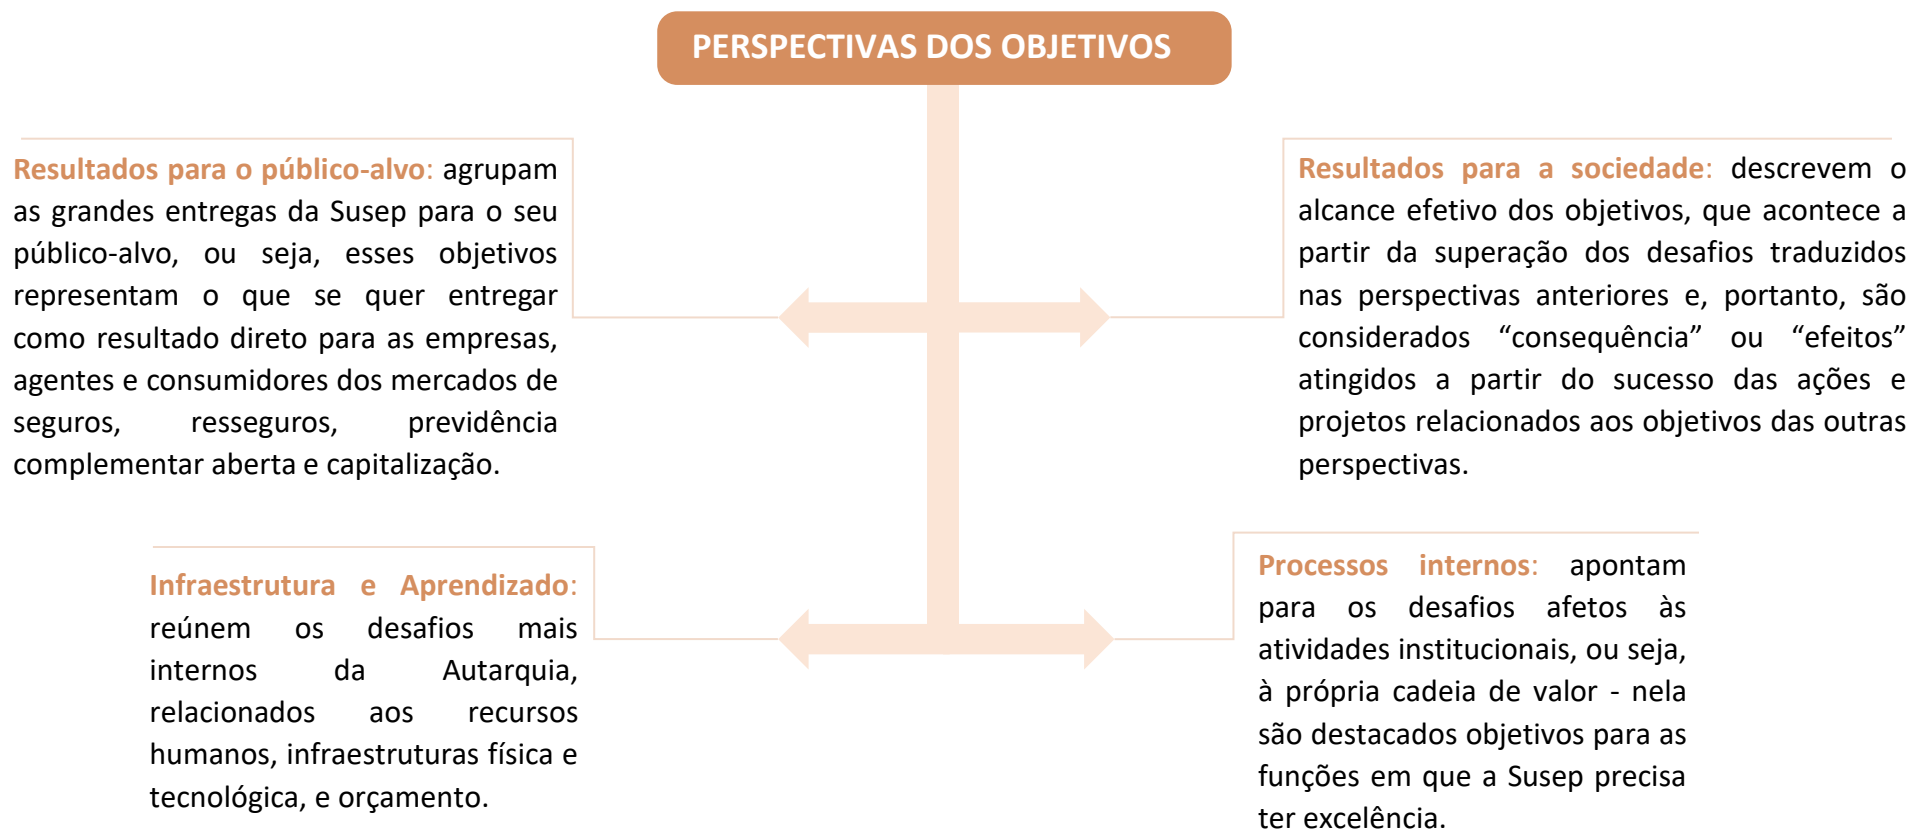 PERSPECTIVAS DOS OBJETIVOS
Resultados para o público-alvo: agrupam
as grandes entregas da Susep para o seu
público-alvo, ou seja, esses objetivos
representam o que se quer entregar
como resultado direto para as empresas,
agentes e consumidores dos mercados de
seguros, resseguros, previdência
complementar aberta e capitalização.
Resultados para a sociedade: descrevem o
alcance efetivo dos objetivos, que acontece a
partir da superação dos desafios traduzidos
nas perspectivas anteriores e, portanto, são
considerados “consequência” ou “efeitos”
atingidos a partir do sucesso das ações e
projetos relacionados aos objetivos das outras
perspectivas.
Infraestrutura e Aprendizado:
reúnem os desafios mais
internos da Autarquia,
relacionados aos recursos
humanos, infraestruturas física e
tecnológica, e orçamento.
Processos internos: apontam
para os desafios afetos às
atividades institucionais, ou seja,
à própria cadeia de valor - nela
são destacados objetivos para as
funções em que a Susep precisa
ter excelência.